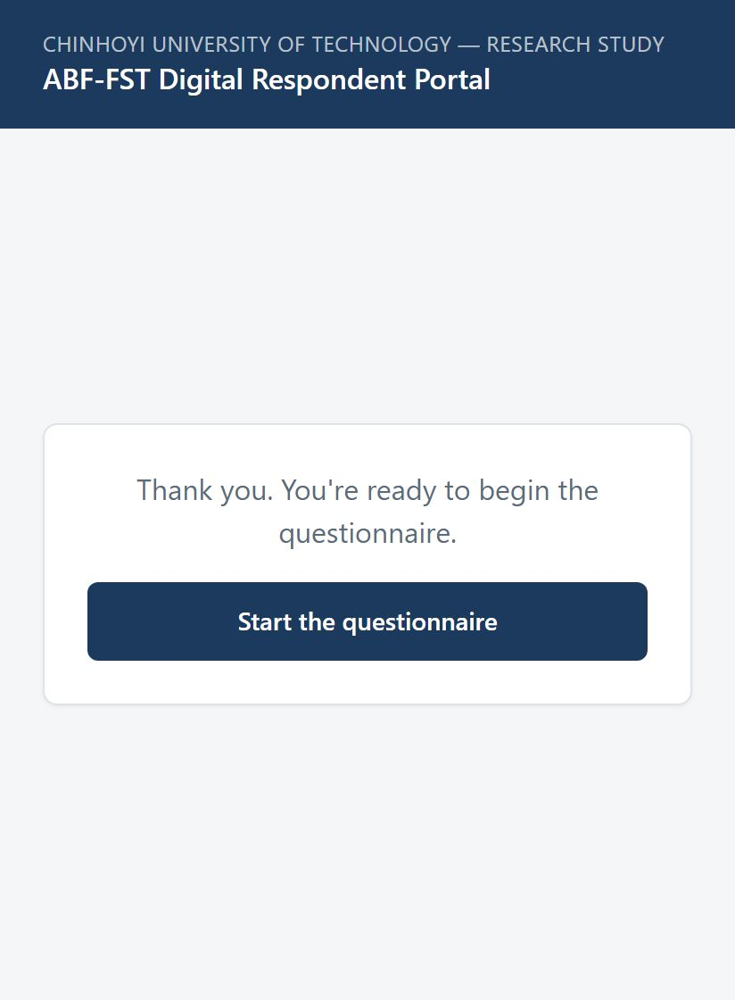 CHINHOYI UNIVERSITY OF TECHNOLOGY — RESEARCH STUDY
ABF-FST Digital Respondent Portal
Thank you. You're ready to begin the
questionnaire.
Start the questionnaire